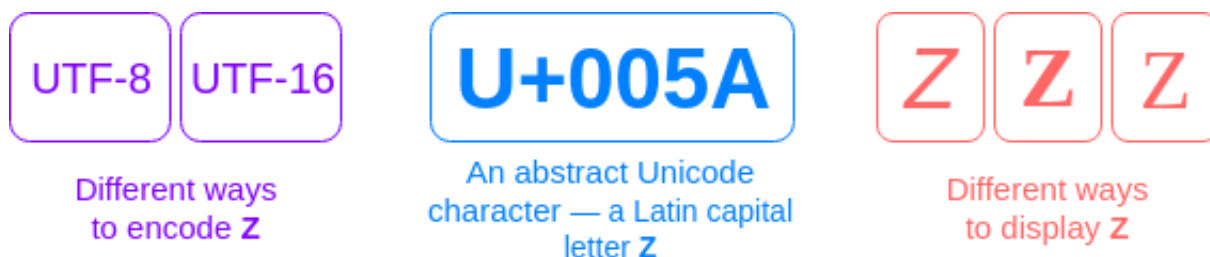 UTF-8
UTF-16
Different ways
to encode Z
U+005A
An abstract Unicode
character — a Latin capital
letter Z
Z
Z
Z
Different ways
to display Z